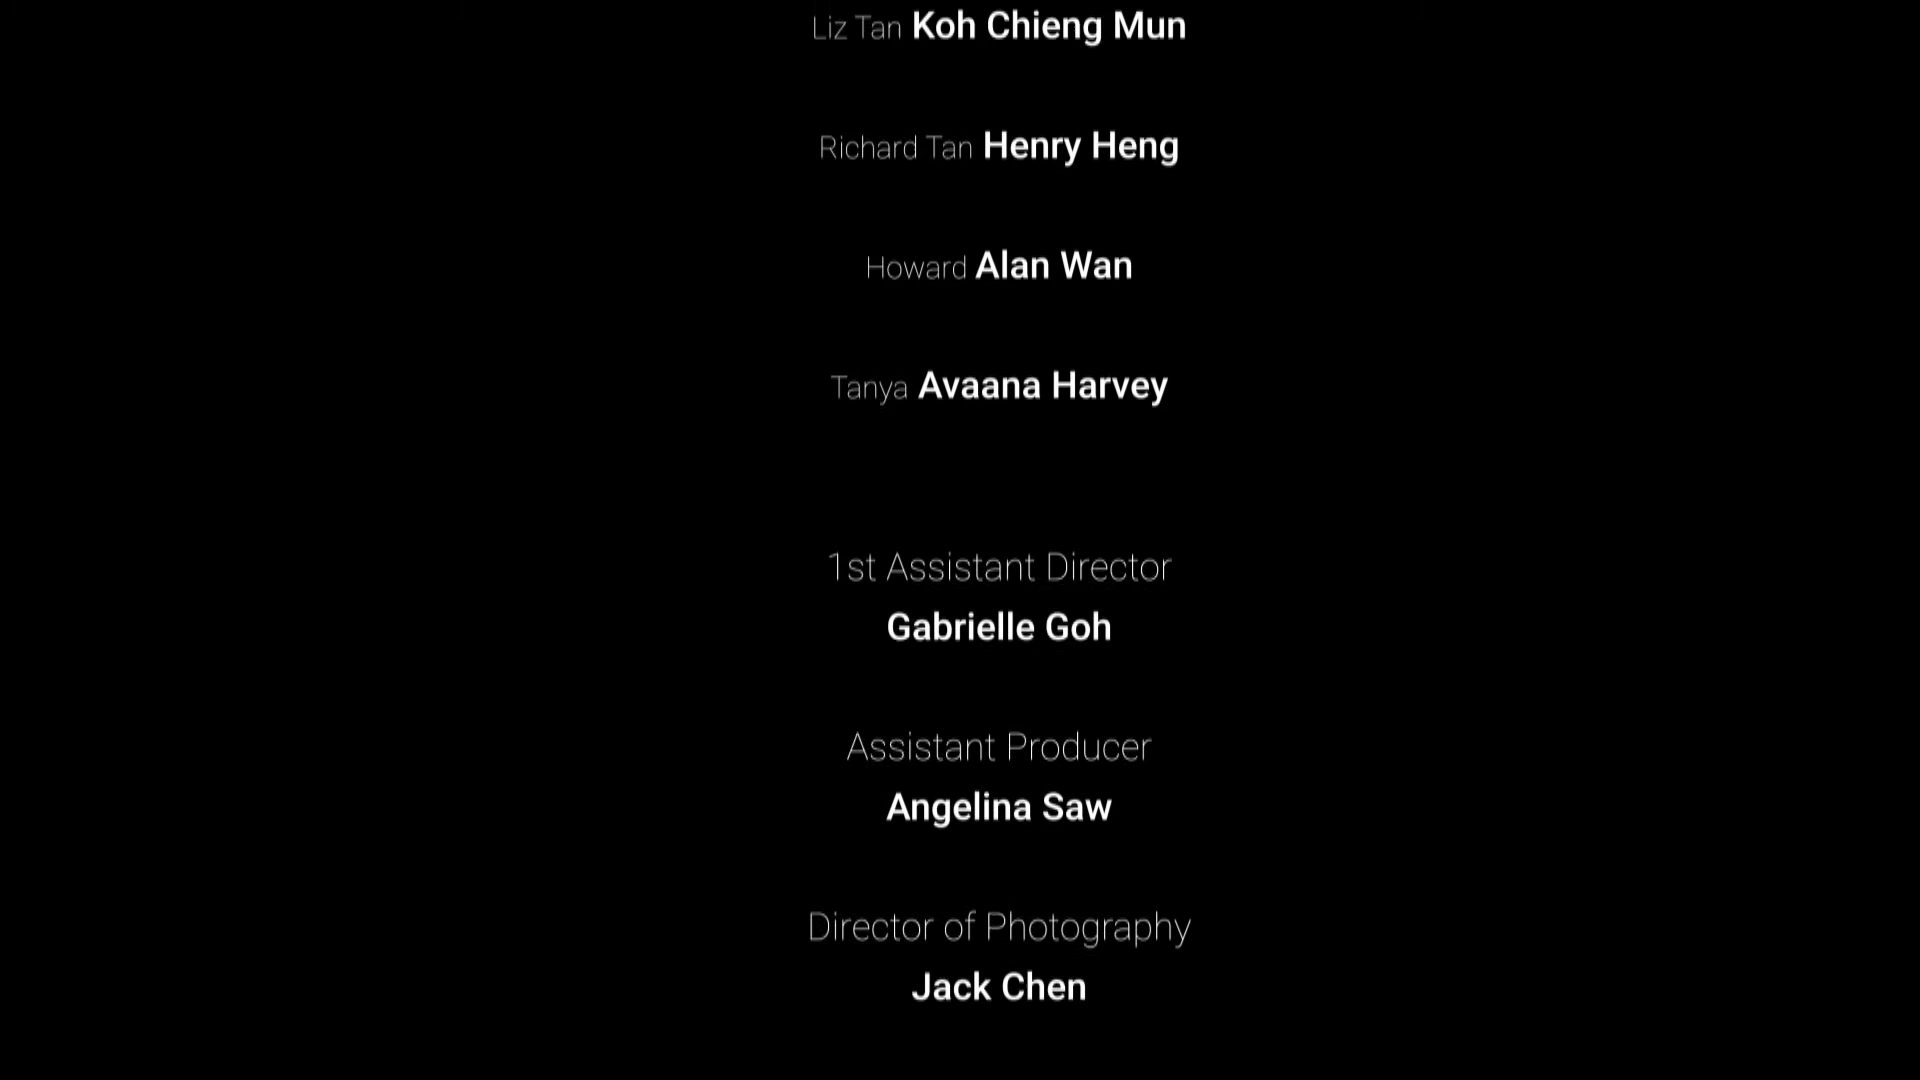 Liz Tan Koh Chieng Mun
Richard Tan Henry Heng
Howard Alan Wan
Tanya Avaana Harvey
1st Assistant Director
Gabrielle Goh
Assistant Producer
Angelina Saw
Director of Photography
Jack Chen